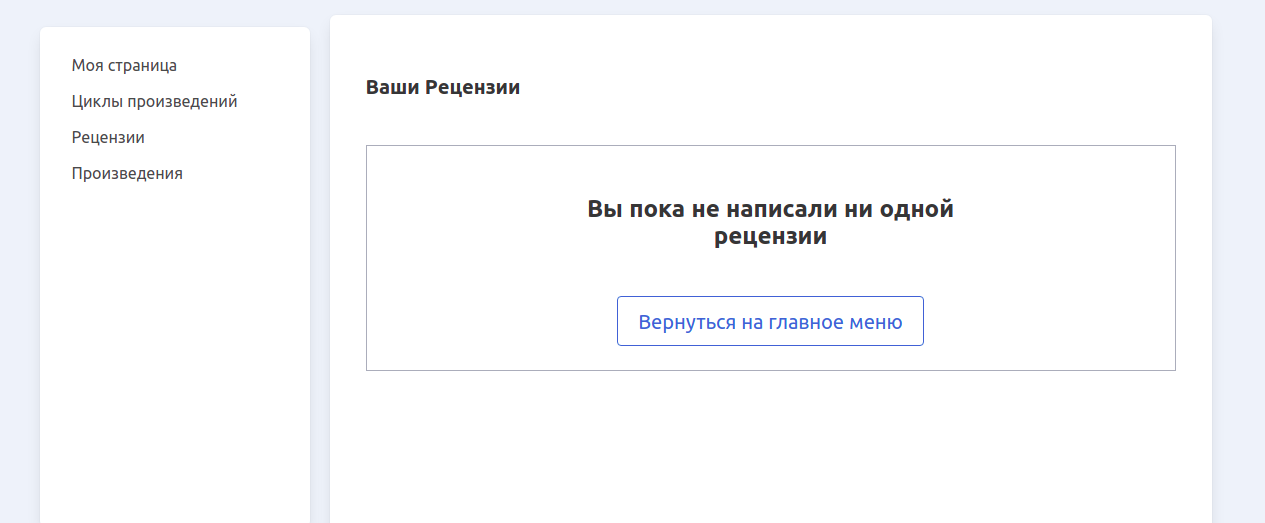 Моя страница
Циклы произведений
Рецензии
Произведения
Ваши Рецензии
Вы пока не написали ни одной
рецензии
Вернуться на главное меню